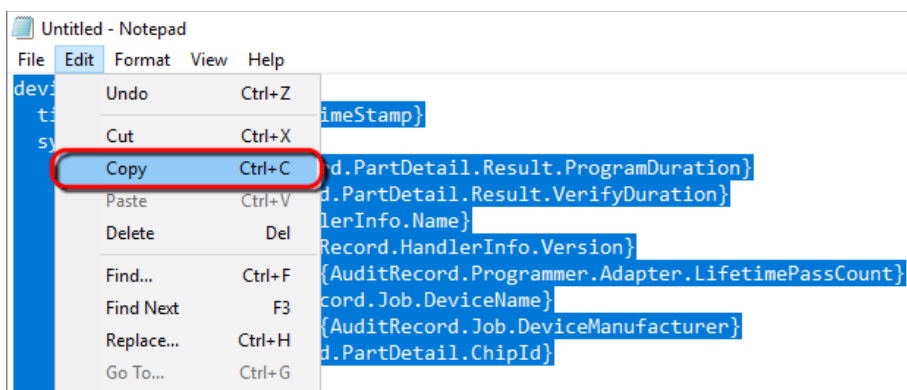 Untitled - Notepad
File Edit Format View Help
devi
Undo Ctrl+Z
ti imeStamp}
Cut Ctrl+X
sy
Copy Ctrl+C rd.PartDetail.Result.ProgramDuration}
Paste Ctrl+V d.PartDetail.Result.VerifyDuration}
lerInfo.Name}
Delete Del
Record.HandlerInfo.Version}
Find... Ctrl+F {AuditRecord.Programmer.Adapter.LifetimePassCount}
Find Next F3 cord.Job.DeviceName}
{AuditRecord.Job.DeviceManufacturer}
Replace... Ctrl+H
d.PartDetail.ChipId}
Go To... Ctrl+G